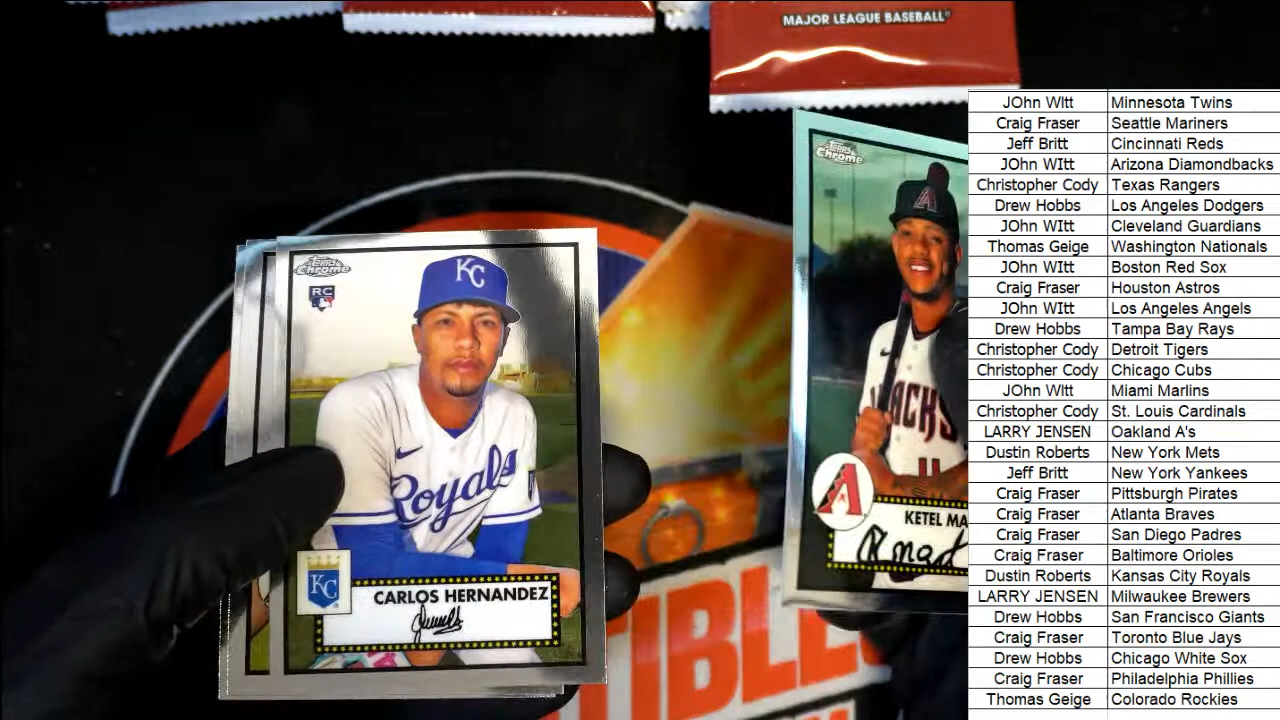 MAJOR LEAGUE BASEBALL
Topps
Chrome
RC
KC
Royals
KC
CARLOS HERNANDEZ
Topps
Chrome
A
ACKS
A
KETEL MA
TIBLE
JOhn WItt Minnesota Twins
Craig Fraser Seattle Mariners
Jeff Britt Cincinnati Reds
JOhn WItt Arizona Diamondbacks
Christopher Cody Texas Rangers
Drew Hobbs Los Angeles Dodgers
JOhn WItt Cleveland Guardians
Thomas Geige Washington Nationals
JOhn WItt Boston Red Sox
Craig Fraser Houston Astros
JOhn WItt Los Angeles Angels
Drew Hobbs Tampa Bay Rays
Christopher Cody Detroit Tigers
Christopher Cody Chicago Cubs
JOhn WItt Miami Marlins
Christopher Cody St. Louis Cardinals
LARRY JENSEN Oakland A's
Dustin Roberts New York Mets
Jeff Britt New York Yankees
Craig Fraser Pittsburgh Pirates
Craig Fraser Atlanta Braves
Craig Fraser San Diego Padres
Craig Fraser Baltimore Orioles
Dustin Roberts Kansas City Royals
LARRY JENSEN Milwaukee Brewers
Drew Hobbs San Francisco Giants
Craig Fraser Toronto Blue Jays
Drew Hobbs Chicago White Sox
Craig Fraser Philadelphia Phillies
Thomas Geige Colorado Rockies